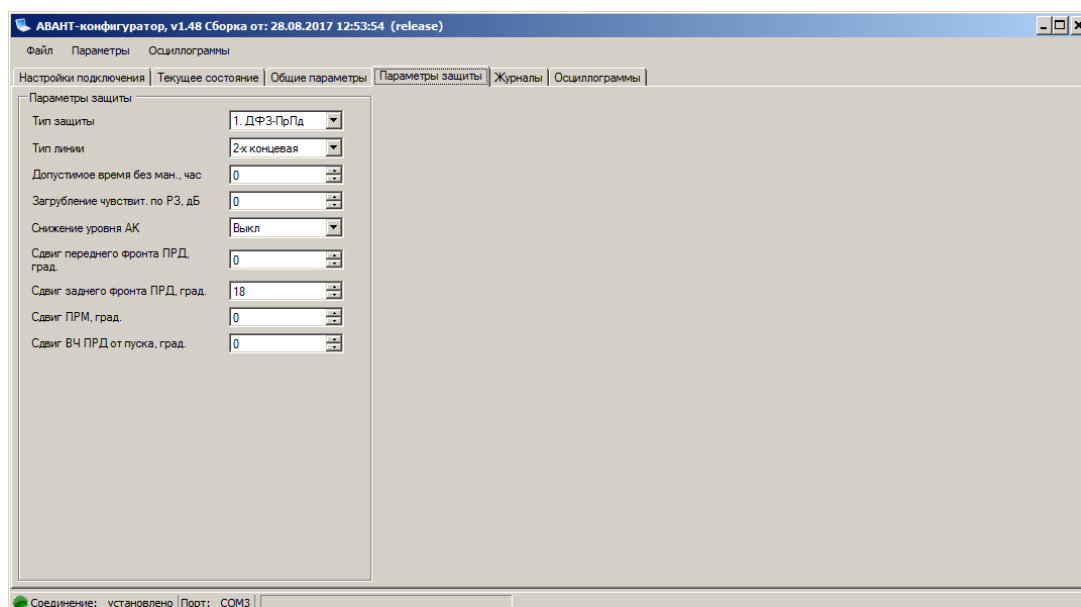 АВАНТ-конфигуратор, v1.48 Сборка от: 28.08.2017 12:53:54 (release)
Файл Параметры Осциллограммы
Настройки подключения Текущее состояние Общие параметры Параметры защиты Журналы Осциллограммы
Параметры защиты
Тип защиты 1. ДФЗ-ПрПд
Тип линии 2-х концевая
Допустимое время без ман., час 0
Загрубление чувствит. по РЗ, дБ 0
Снижение уровня АК Выкл
Сдвиг переднего фронта ПРД, 0
град.
Сдвиг заднего фронта ПРД, град. 18
Сдвиг ПРМ, град. 0
Сдвиг ВЧ ПРД от пуска, град. 0
Соединение: установлено Порт: COM3